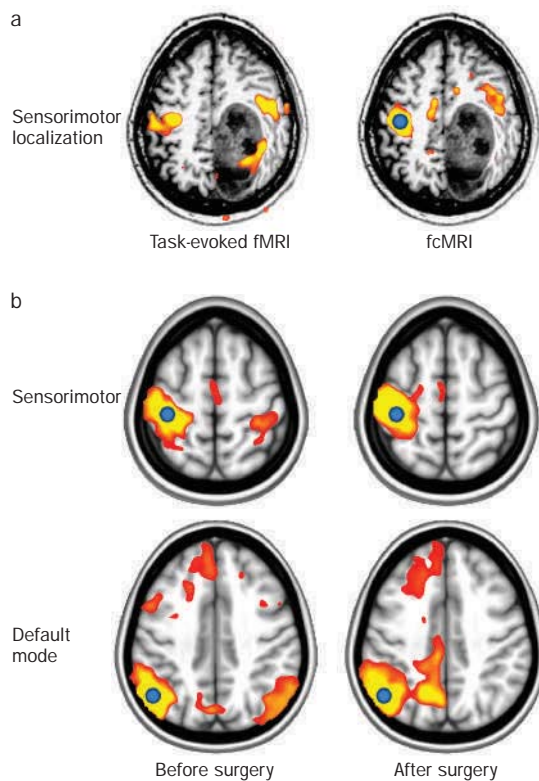 a
Sensorimotor
localization
Task-evoked fMRI
fcMRI
b
Sensorimotor
Default
mode
Before surgery
After surgery